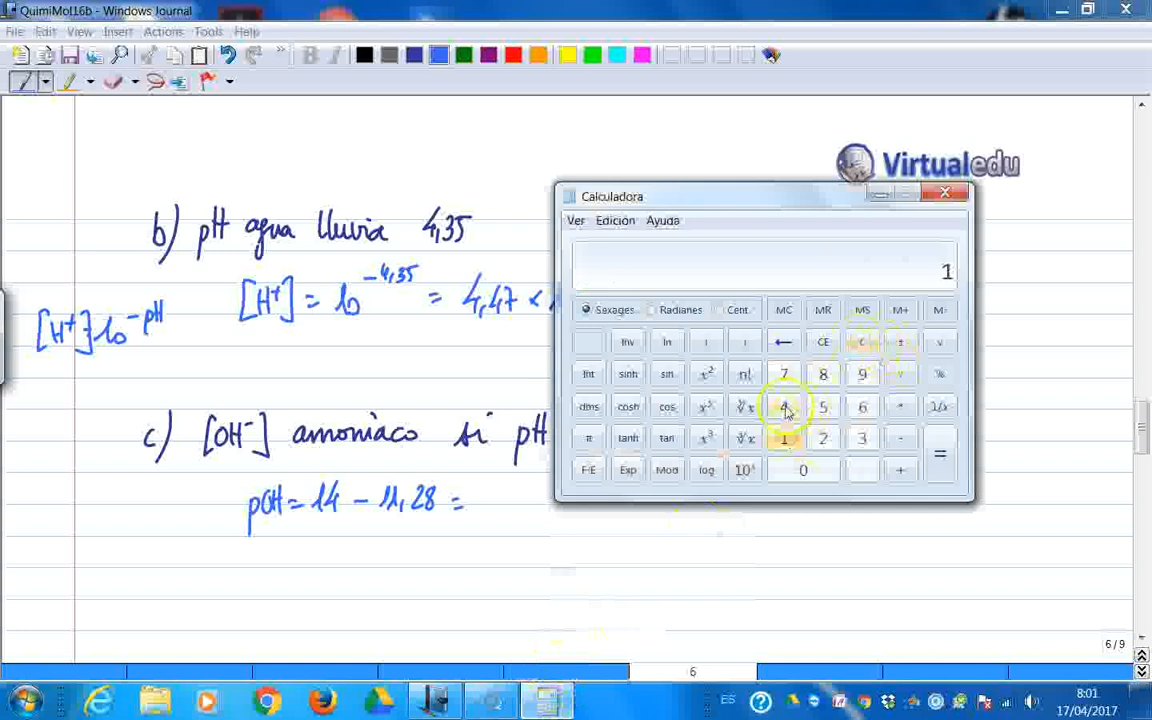 QuimiMol16b - Windows Journal
File Edit View Insert Actions Tools Help
B I
Virtualedu
b) pH agua lluvia 4,35
[H⁺] = 10^-4,35 = 4,47 ×
[H⁺]=10^-pH
c) [OH⁻] amoniaco si pH
pOH = 14 - 11,28 =
Calculadora
Ver Edición Ayuda
1
Sexages. Radianes Cent. MC MR MS M+ M-
Inv ln ( ) ← CE C ±
Int sinh sin x² n! 7 8 9 %
dms cosh cos 4 5 6 * 1/x
π tanh tan x³ ³√x 1 2 3 - =
F-E Exp Mod log 10ˣ 0 +
6 / 9
6
ES
8:01
17/04/2017